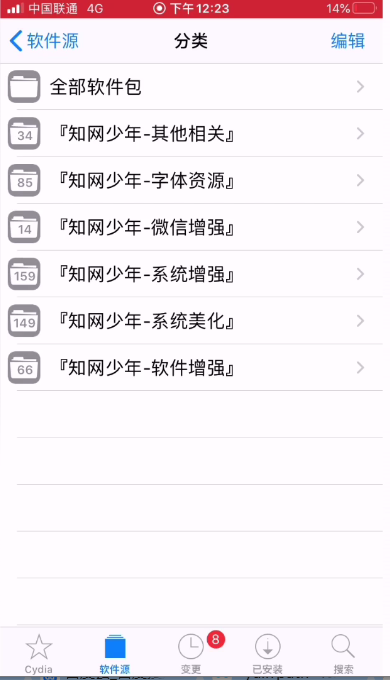 中国联通 4G 下午12:23 14%
软件源 分类 编辑
全部软件包
34 『知网少年-其他相关』
85 『知网少年-字体资源』
14 『知网少年-微信增强』
159 『知网少年-系统增强』
149 『知网少年-系统美化』
66 『知网少年-软件增强』
8
Cydia 软件源 变更 已安装 搜索